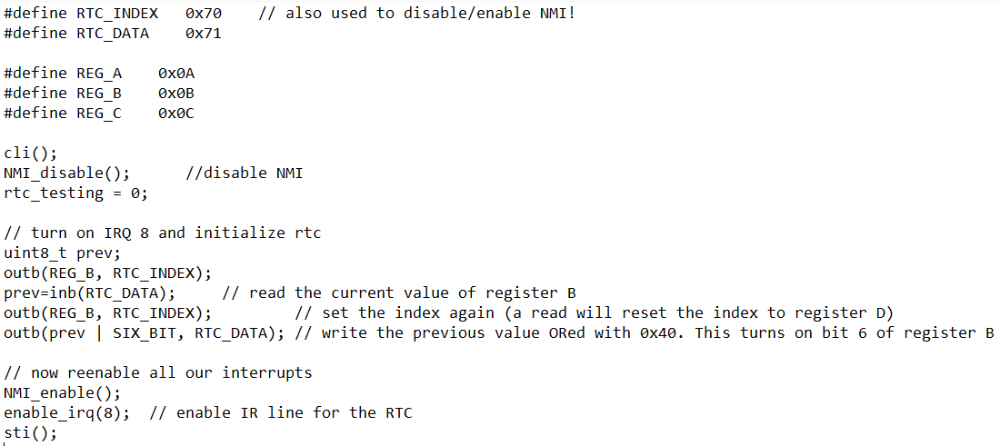 #define RTC_INDEX   0x70    // also used to disable/enable NMI!
#define RTC_DATA    0x71
#define REG_A    0x0A
#define REG_B    0x0B
#define REG_C    0x0C
cli();
NMI_disable();      //disable NMI
rtc_testing = 0;
// turn on IRQ 8 and initialize rtc
uint8_t prev;
outb(REG_B, RTC_INDEX);
prev=inb(RTC_DATA);     // read the current value of register B
outb(REG_B, RTC_INDEX);         // set the index again (a read will reset the index to register D)
outb(prev | SIX_BIT, RTC_DATA); // write the previous value ORed with 0x40. This turns on bit 6 of register B
// now reenable all our interrupts
NMI_enable();
enable_irq(8);  // enable IR line for the RTC
sti();